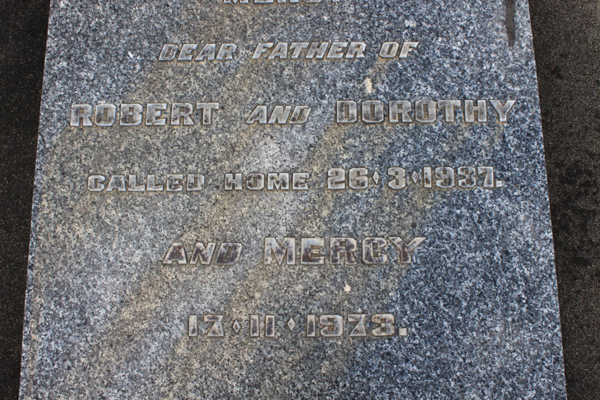 DEAR FATHER OF
ROBERT AND DOROTHY
CALLED HOME 26·3·1937.
AND MERCY
17·11·1973.